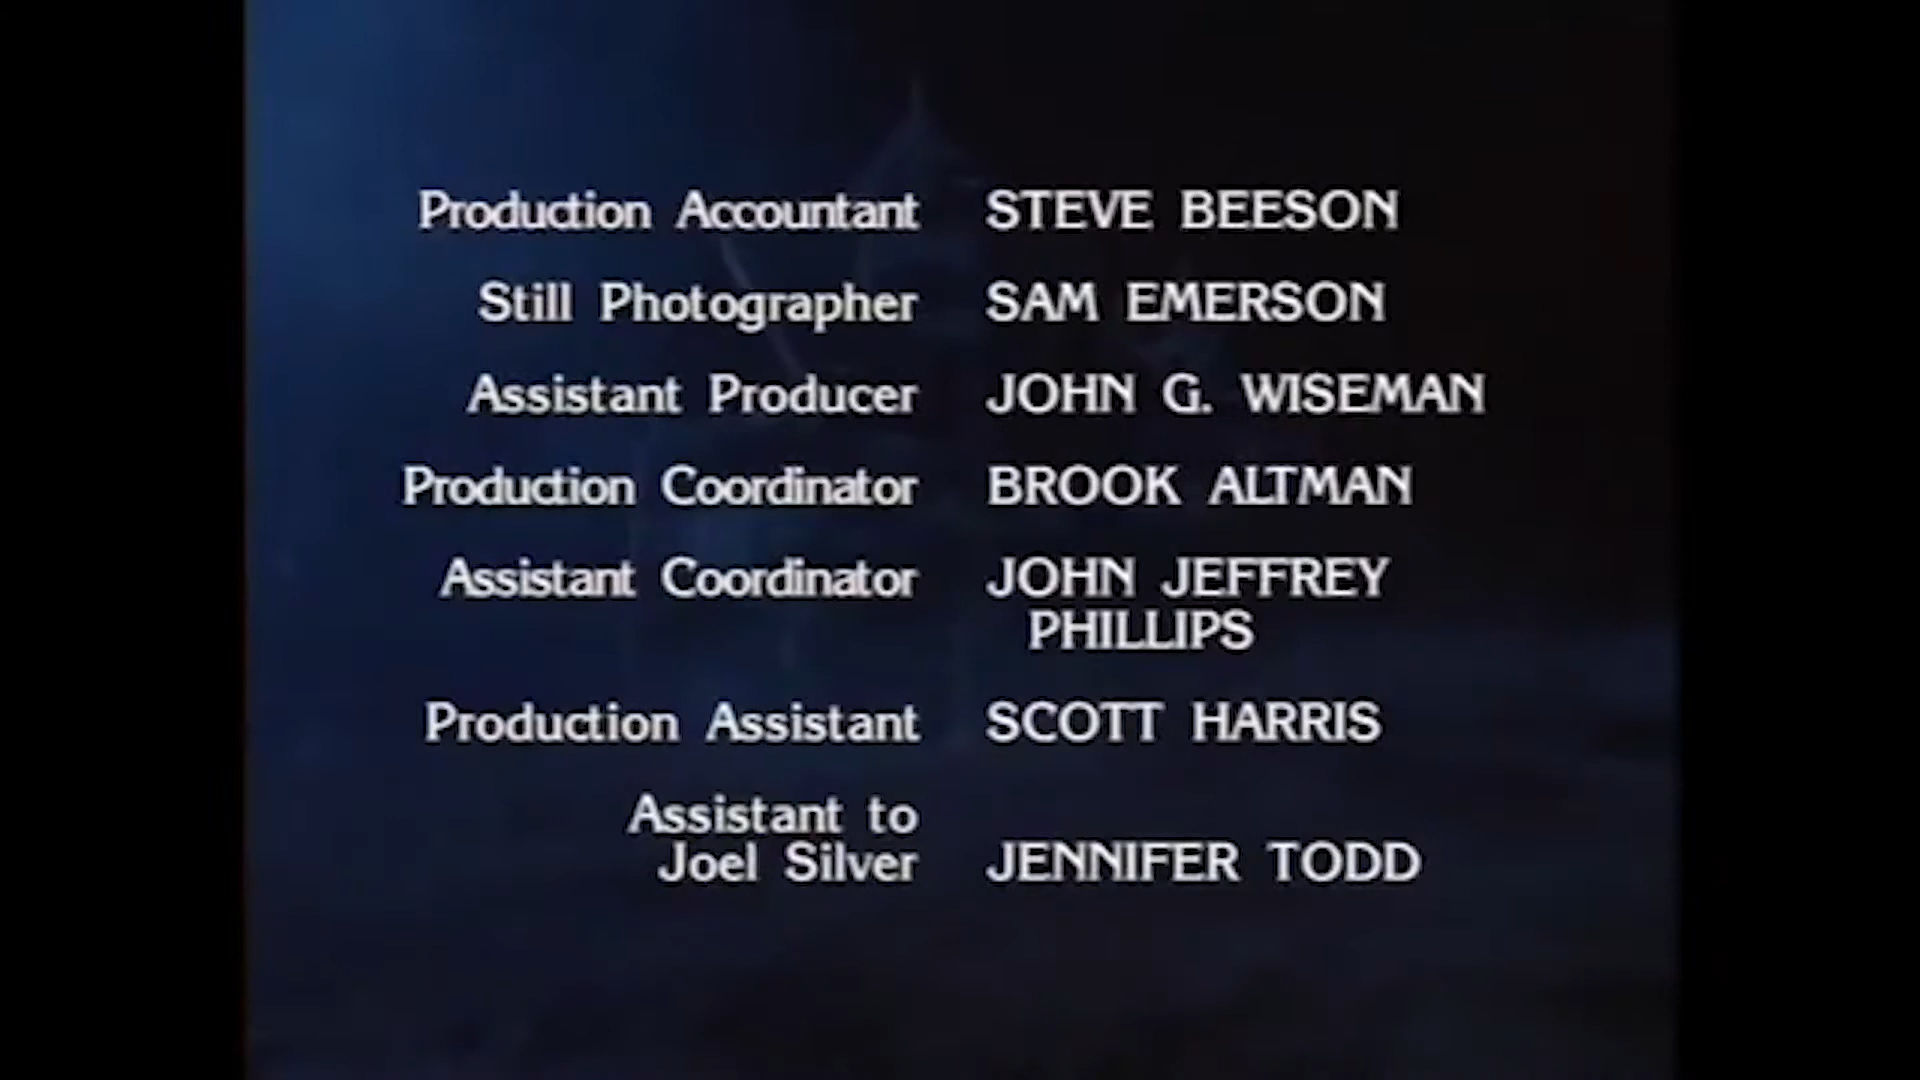 Production Accountant STEVE BEESON
Still Photographer SAM EMERSON
Assistant Producer JOHN G. WISEMAN
Production Coordinator BROOK ALTMAN
Assistant Coordinator JOHN JEFFREY
PHILLIPS
Production Assistant SCOTT HARRIS
Assistant to
Joel Silver JENNIFER TODD